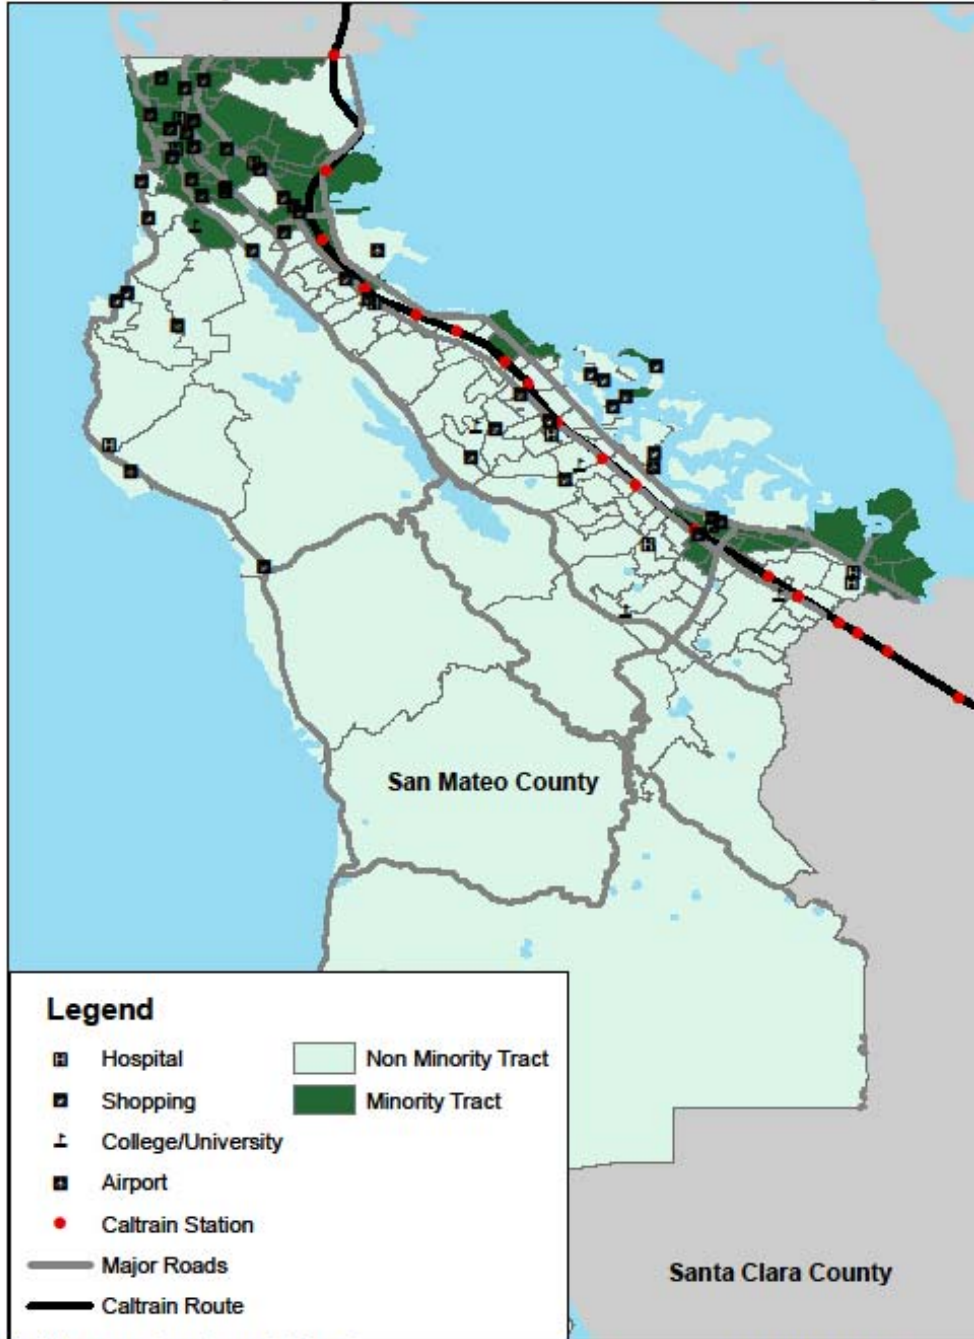 San Mateo County
Legend
Hospital
Non Minority Tract
Shopping
Minority Tract
College/University
Airport
Caltrain Station
Major Roads
Caltrain Route
Santa Clara County